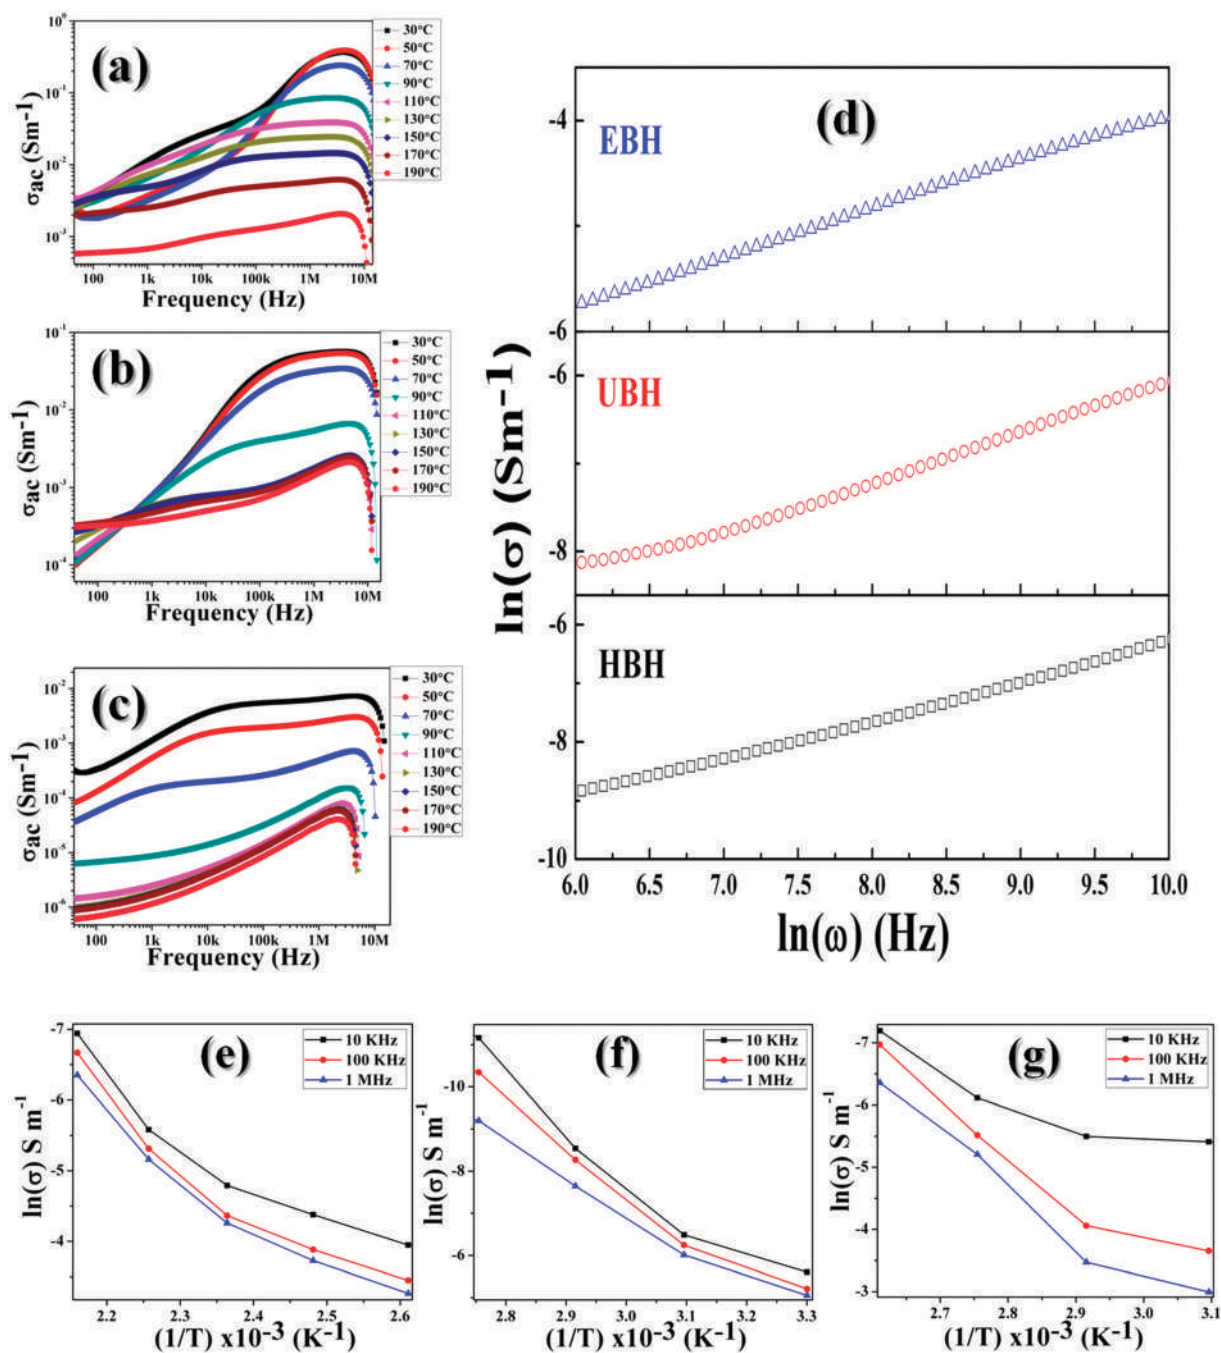 (a)
σac (Sm-1)
10^0
10^-1
10^-2
10^-3
100 1k 10k 100k 1M 10M
Frequency (Hz)
30°C
50°C
70°C
90°C
110°C
130°C
150°C
170°C
190°C
(b)
σac (Sm-1)
10^-1
10^-2
10^-3
10^-4
100 1k 10k 100k 1M 10M
Frequency (Hz)
30°C
50°C
70°C
90°C
110°C
130°C
150°C
170°C
190°C
(c)
σac (Sm-1)
10^-2
10^-3
10^-4
10^-5
10^-6
100 1k 10k 100k 1M 10M
Frequency (Hz)
30°C
50°C
70°C
90°C
110°C
130°C
150°C
170°C
190°C
(d)
ln(σ) (Sm-1)
EBH
-4
-6
UBH
-6
-8
HBH
-6
-8
-10
6.0 6.5 7.0 7.5 8.0 8.5 9.0 9.5 10.0
ln(ω) (Hz)
(e)
ln(σ) S m-1
-7
-6
-5
-4
10 KHz
100 KHz
1 MHz
2.2 2.3 2.4 2.5 2.6
(1/T) x10-3 (K-1)
(f)
ln(σ) S m-1
-10
-8
-6
10 KHz
100 KHz
1 MHz
2.8 2.9 3.0 3.1 3.2 3.3
(1/T) x10-3 (K-1)
(g)
ln(σ) S m-1
-7
-6
-5
-4
-3
10 KHz
100 KHz
1 MHz
2.7 2.8 2.9 3.0 3.1
(1/T) x10-3 (K-1)